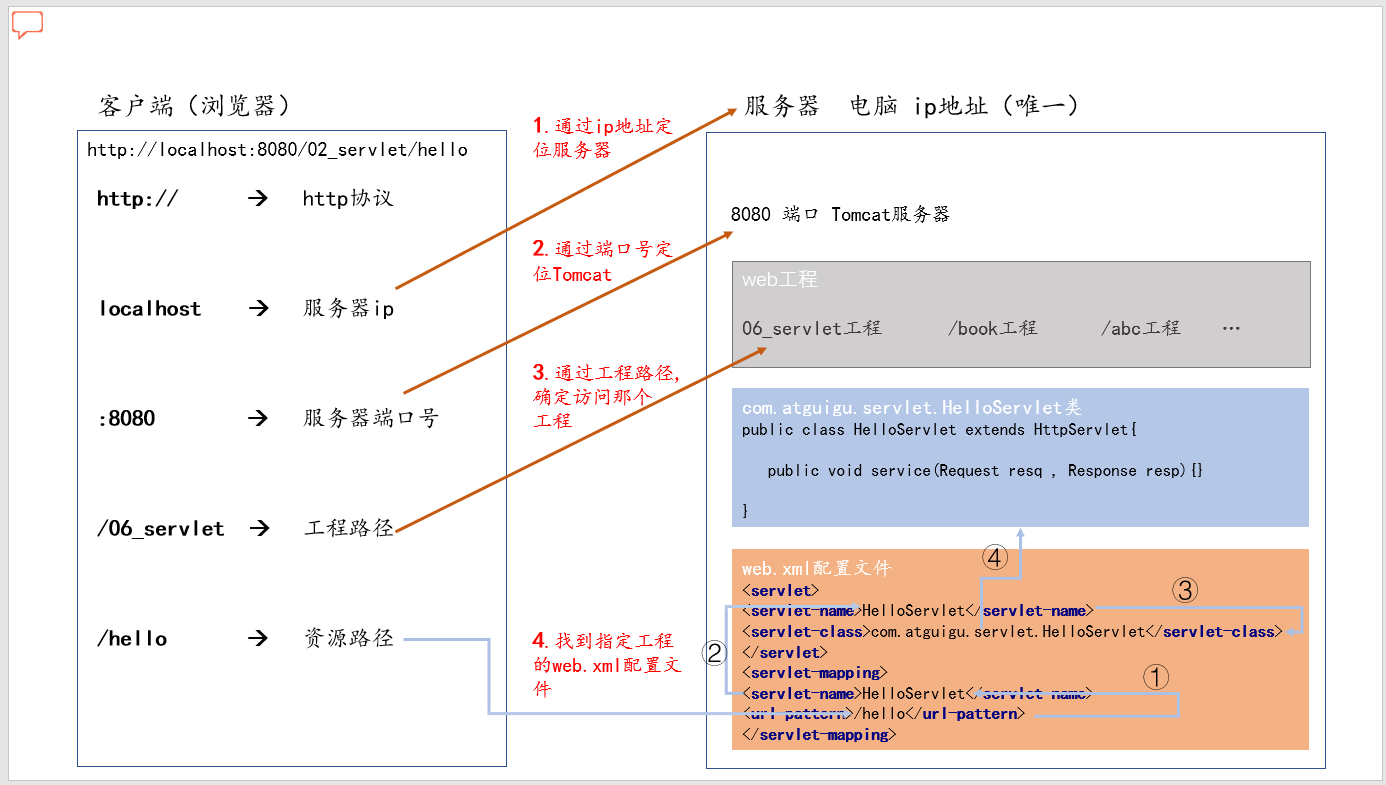 客户端（浏览器）
http://localhost:8080/02_servlet/hello
http:// → http协议
localhost → 服务器ip
:8080 → 服务器端口号
/06_servlet → 工程路径
/hello → 资源路径
1.通过ip地址定
位服务器
2.通过端口号定
位Tomcat
3.通过工程路径,
确定访问那个
工程
4.找到指定工程
的web.xml配置文
件
服务器 电脑 ip地址（唯一）
8080 端口 Tomcat服务器
web工程
06_servlet工程 /book工程 /abc工程 …
com.atguigu.servlet.HelloServlet类
public class HelloServlet extends HttpServlet{
public void service(Request resq , Response resp){}
}
web.xml配置文件
④
<servlet>
③
<servlet-name>HelloServlet</servlet-name>
<servlet-class>com.atguigu.servlet.HelloServlet</servlet-class>
②
</servlet>
<servlet-mapping>
①
<servlet-name>HelloServlet</servlet-name>
<url-pattern>/hello</url-pattern>
</servlet-mapping>